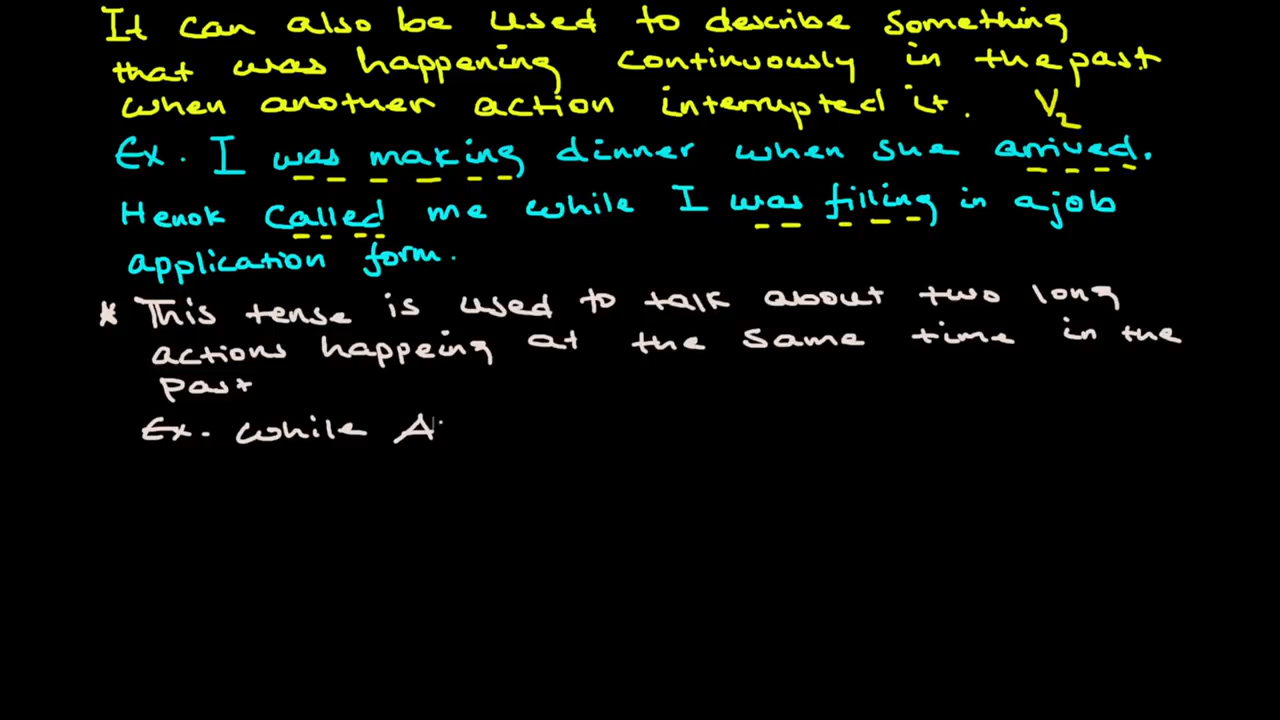 It can also be used to describe something
that was happening continuously in the past.
when another action interrupted it. V2
Ex. I was making dinner when she arrived.
Henok called me while I was filling in a job
application form.
* This tense is used to talk about two long
actions happeing at the same time in the
past
Ex. while A